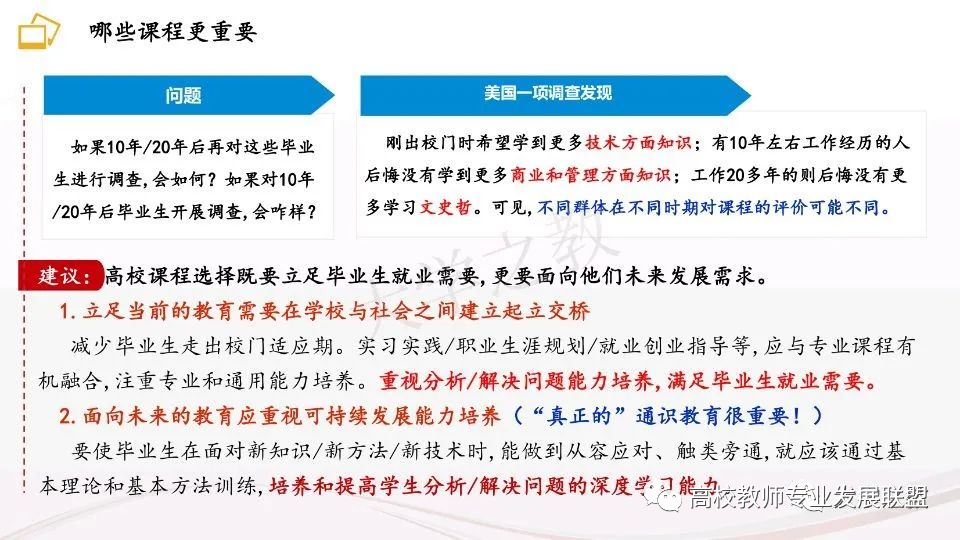 哪些课程更重要
问题
如果10年/20年后再对这些毕业
生进行调查,会如何？如果对10年
/20年后毕业生开展调查,会咋样？
美国一项调查发现
刚出校门时希望学到更多技术方面知识；有10年左右工作经历的人
后悔没有学到更多商业和管理方面知识；工作20多年的则后悔没有更
多学习文史哲。可见,不同群体在不同时期对课程的评价可能不同。
建议：高校课程选择既要立足毕业生就业需要,更要面向他们未来发展需求。
1.立足当前的教育需要在学校与社会之间建立起立交桥
减少毕业生走出校门适应期。实习实践/职业生涯规划/就业创业指导等,应与专业课程有
机融合,注重专业和通用能力培养。重视分析/解决问题能力培养,满足毕业生就业需要。
2.面向未来的教育应重视可持续发展能力培养（“真正的”通识教育很重要!）
要使毕业生在面对新知识/新方法/新技术时,能做到从容应对、触类旁通,就应该通过基
本理论和基本方法训练,培养和提高学生分析/解决问题的深度学习能力
大学之教
高校教师专业发展联盟